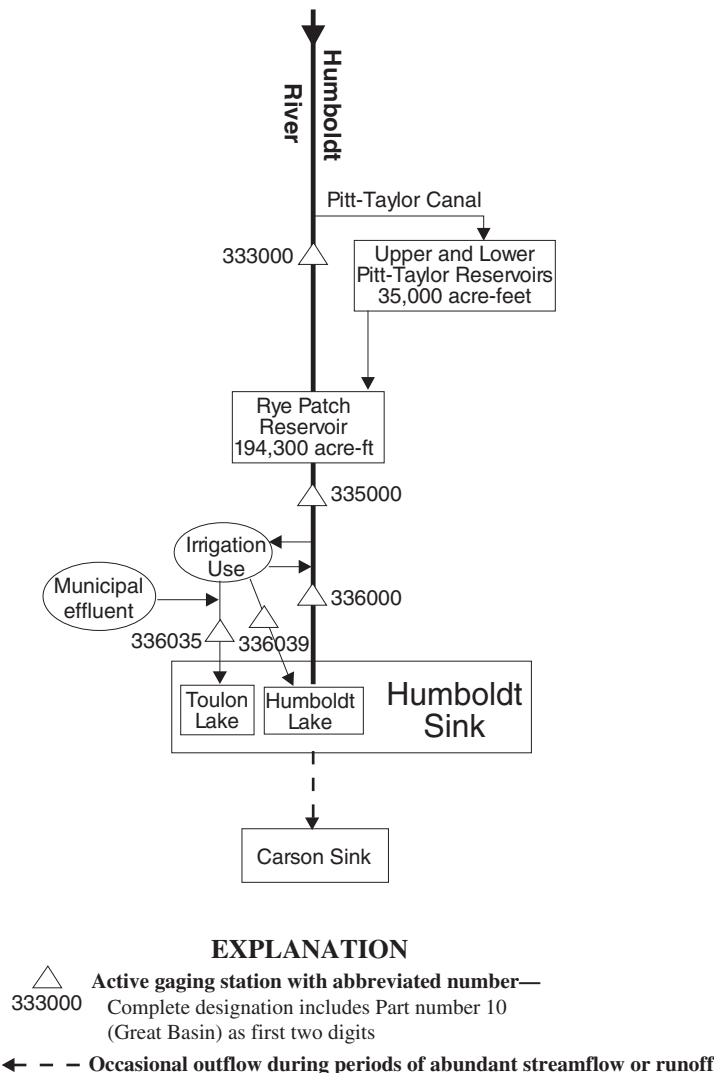 Humboldt
River
Pitt-Taylor Canal
333000
Upper and Lower
Pitt-Taylor Reservoirs
35,000 acre-feet
Rye Patch
Reservoir
194,300 acre-ft
335000
Irrigation
Use
Municipal
effluent
336000
336035
336039
Toulon
Lake
Humboldt
Lake
Humboldt
Sink
Carson Sink
EXPLANATION
333000
Active gaging station with abbreviated number—
Complete designation includes Part number 10
(Great Basin) as first two digits
Occasional outflow during periods of abundant streamflow or runoff